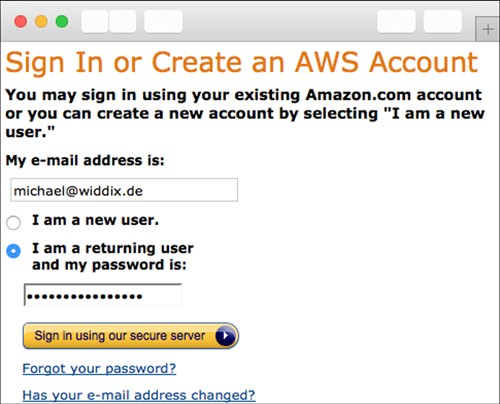 Sign In or Create an AWS Account
You may sign in using your existing Amazon.com account
or you can create a new account by selecting "I am a new
user."
My e-mail address is:
michael@widdix.de
I am a new user.
I am a returning user
and my password is:
••••••••••••••••
Sign in using our secure server
Forgot your password?
Has your e-mail address changed?